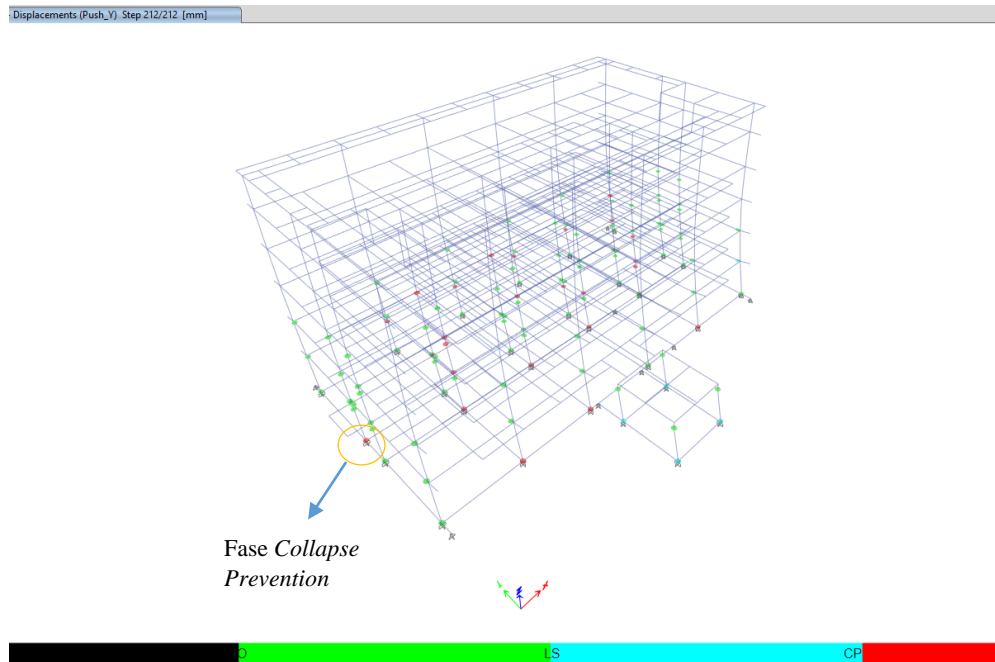 Displacements (Push_Y) Step 212/212 [mm]
Fase Collapse
Prevention
IO LS CP